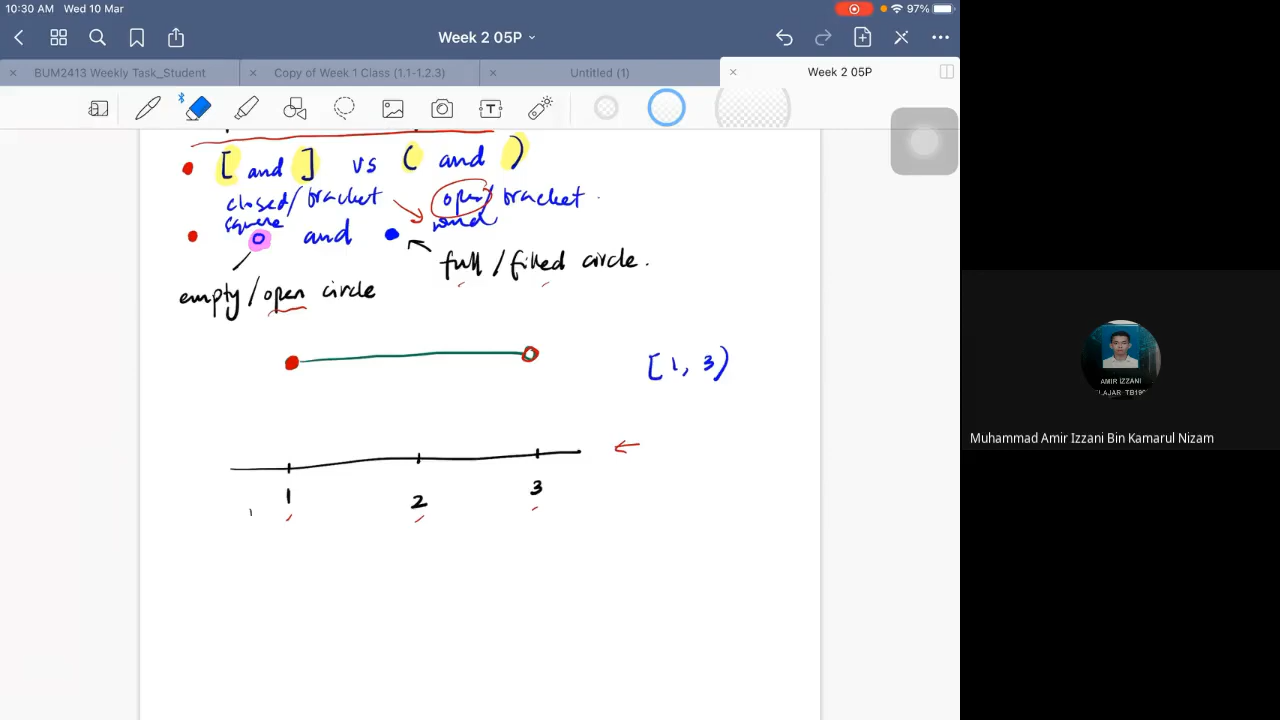 10:30 AM Wed 10 Mar
97%
Week 2 05P
BUM2413 Weekly Task_Student
Copy of Week 1 Class (1.1-1.2.3)
Untitled (1)
Week 2 05P
[ and ] vs ( and )
closed/ bracket
open/ bracket.
square
and
full / filled circle.
empty / open circle
[1, 3)
1 2 3
AMIR IZZANI
Muhammad Amir Izzani Bin Kamarul Nizam